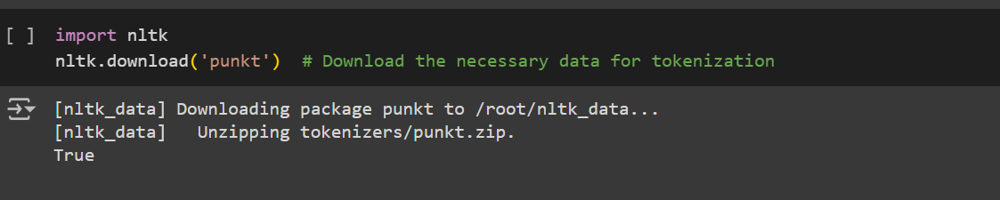 [ ] import nltk
nltk.download('punkt')  # Download the necessary data for tokenization
[nltk_data] Downloading package punkt to /root/nltk_data...
[nltk_data]   Unzipping tokenizers/punkt.zip.
True